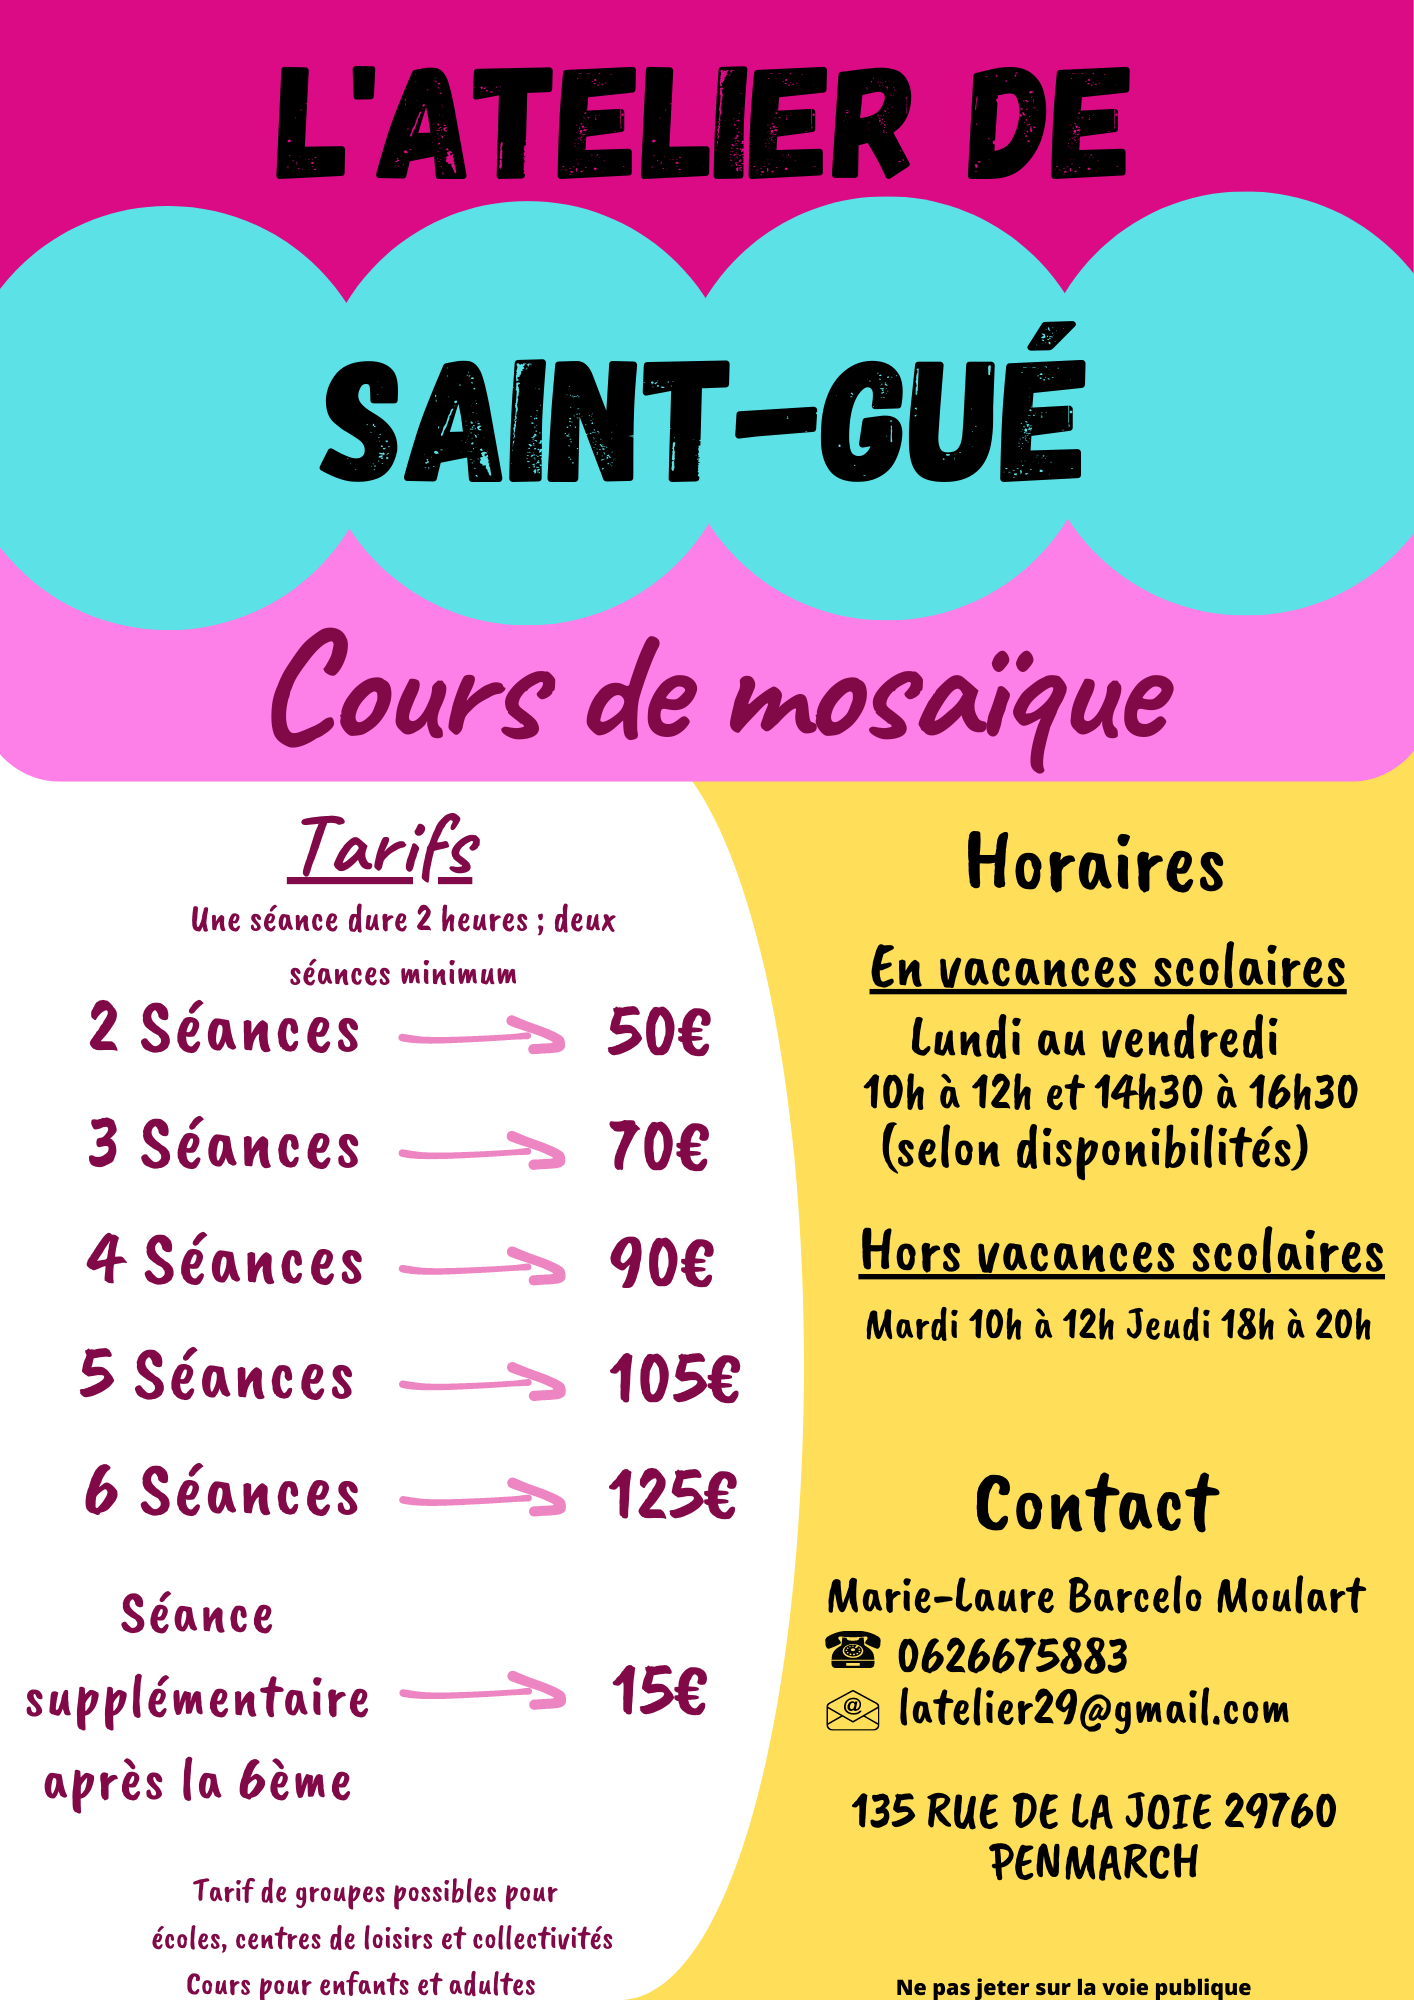 L'ATELIER DE
SAINT-GUÉ
Cours de mosaïque
Tarifs
Une séance dure 2 heures ; deux
séances minimum
2 Séances 50€
3 Séances 70€
4 Séances 90€
5 Séances 105€
6 Séances 125€
Séance
supplémentaire 15€
après la 6ème
Tarif de groupes possibles pour
écoles, centres de loisirs et collectivités
Cours pour enfants et adultes
Horaires
En vacances scolaires
Lundi au vendredi
10h à 12h et 14h30 à 16h30
(selon disponibilités)
Hors vacances scolaires
Mardi 10h à 12h Jeudi 18h à 20h
Contact
Marie-Laure Barcelo Moulart
0626675883
latelier29@gmail.com
135 RUE DE LA JOIE 29760
PENMARCH
Ne pas jeter sur la voie publique